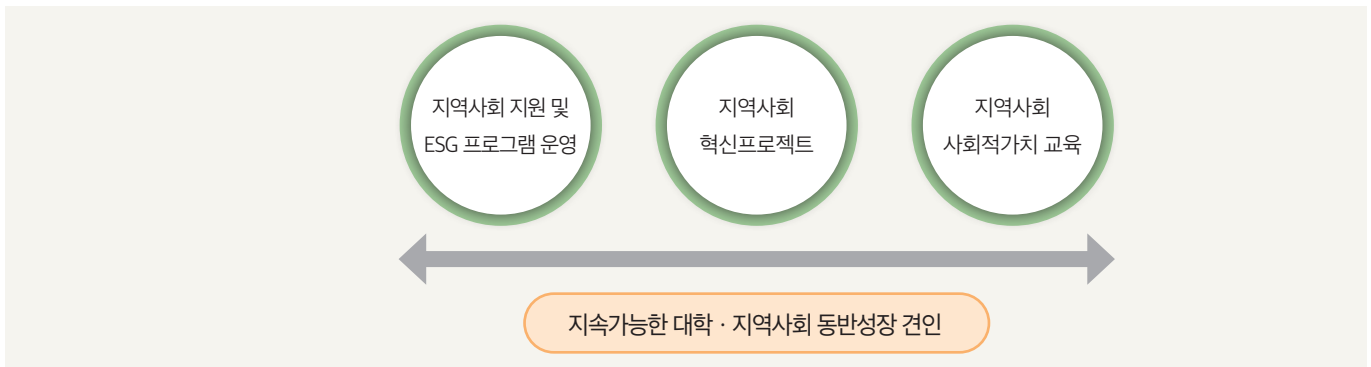 지역사회 지원 및
ESG 프로그램 운영
지역사회
혁신프로젝트
지역사회
사회적가치 교육
지속가능한 대학 · 지역사회 동반성장 견인